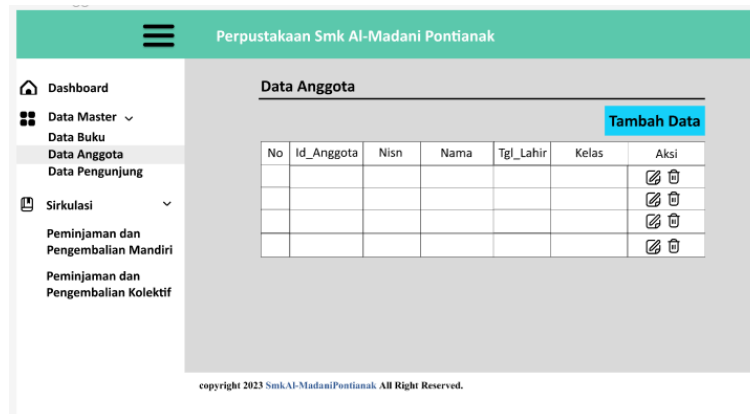 Perpustakaan Smk Al-Madani Pontianak
Dashboard
Data Master
Data Buku
Data Anggota
Data Pengunjung
Sirkulasi
Peminjaman dan
Pengembalian Mandiri
Peminjaman dan
Pengembalian Kolektif
Data Anggota
Tambah Data
No Id_Anggota Nisn Nama Tgl_Lahir Kelas Aksi
copyright 2023 SmkAl-MadaniPontianak All Right Reserved.